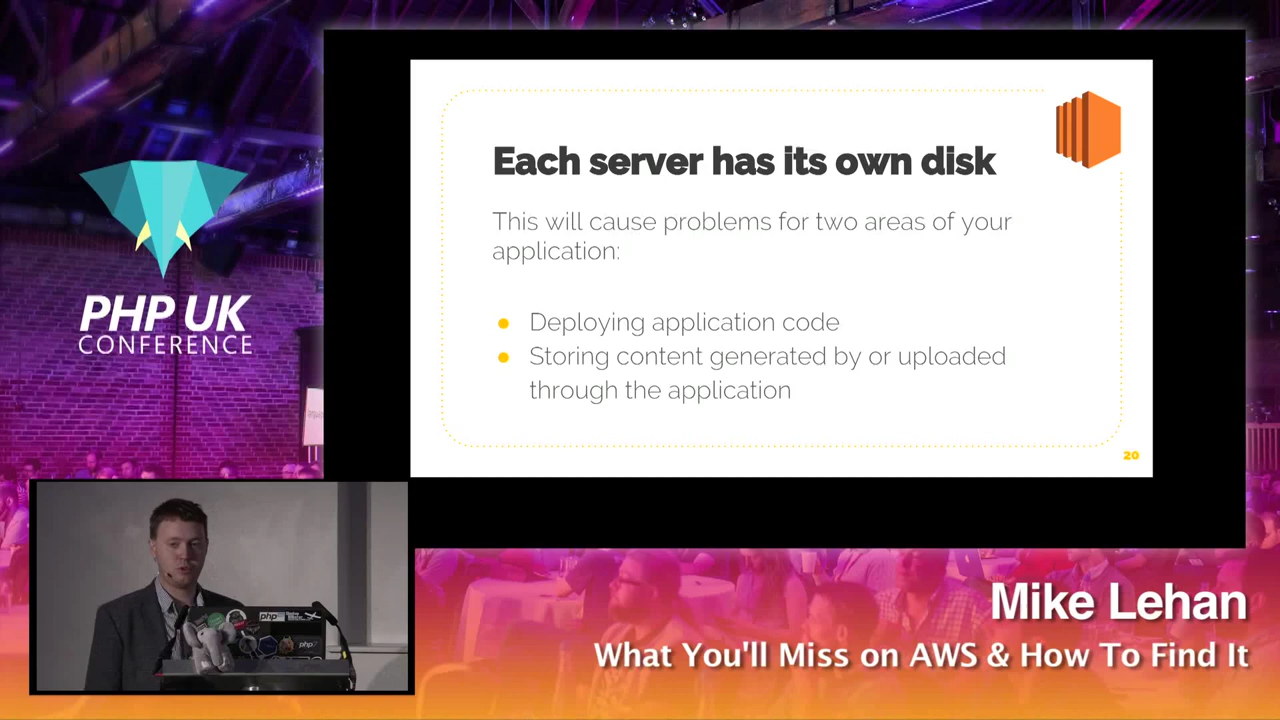 PHP UK
CONFERENCE
Each server has its own disk
This will cause problems for two areas of your
application:
● Deploying application code
● Storing content generated by or uploaded
through the application
20
php
php
Mike Lehan
What You'll Miss on AWS & How To Find It